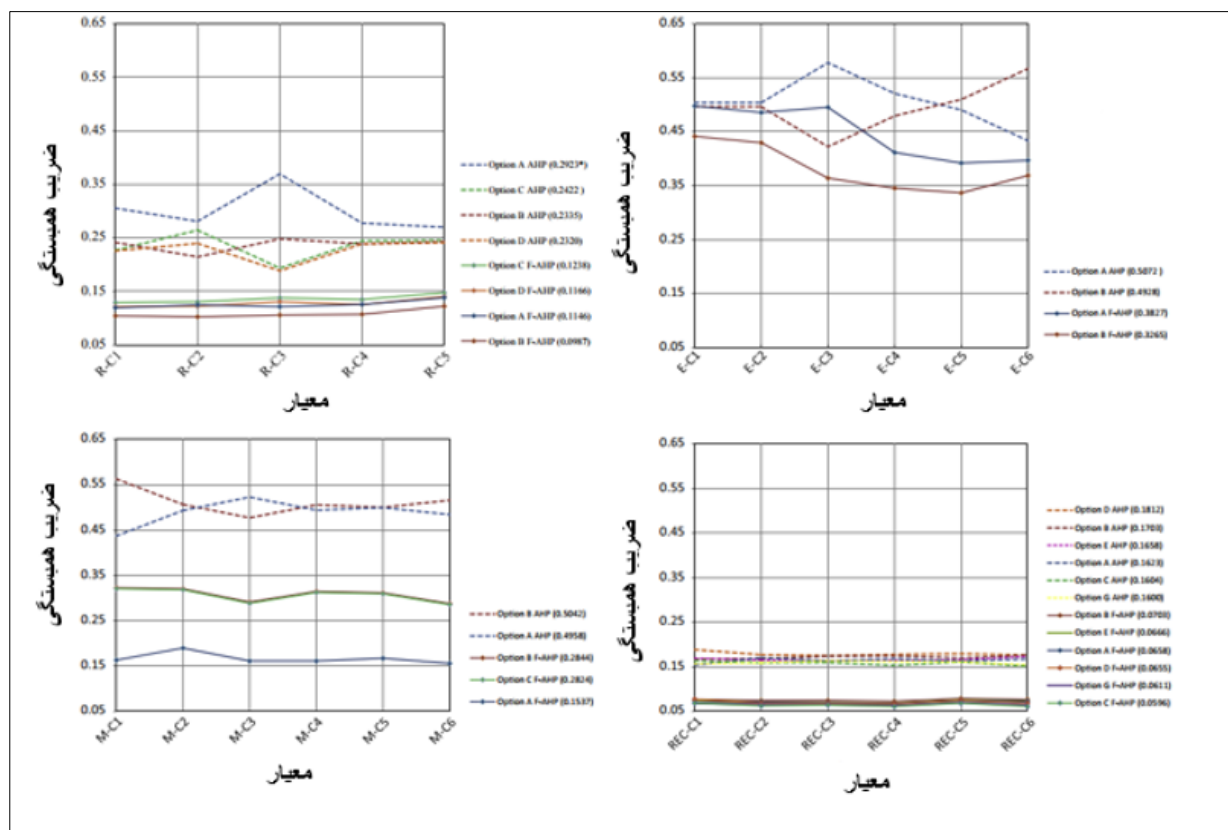 0.65
0.55
0.45
0.35
0.25
0.15
0.05
ضریب همبستگی
R-C1
R-C2
R-C3
R-C4
R-C5
معیار
Option A AHP (0.2923*)
Option C AHP (0.2422 )
Option B AHP (0.2335)
Option D AHP (0.2320)
Option C F-AHP (0.1238)
Option D F-AHP (0.1166)
Option A F-AHP (0.1146)
Option B F-AHP (0.0987)
0.65
0.55
0.45
0.35
0.25
0.15
0.05
ضریب همبستگی
E-C1
E-C2
E-C3
E-C4
E-C5
E-C6
معیار
Option A AHP (0.5072 )
Option B AHP (0.4928)
Option A F-AHP (0.3827)
Option B F-AHP (0.3265)
0.65
0.55
0.45
0.35
0.25
0.15
0.05
ضریب همبستگی
M-C1
M-C2
M-C3
M-C4
M-C5
M-C6
معیار
Option B AHP (0.5042)
Option A AHP (0.4958)
Option B F-AHP (0.2844)
Option C F-AHP (0.2824)
Option A F-AHP (0.1537)
0.65
0.55
0.45
0.35
0.25
0.15
0.05
ضریب همبستگی
REC-C1
REC-C2
REC-C3
REC-C4
REC-C5
REC-C6
معیار
Option D AHP (0.1812)
Option B AHP (0.1703)
Option E AHP (0.1658)
Option A AHP (0.1623)
Option C AHP (0.1604)
Option G AHP (0.1600)
Option B F-AHP (0.0703)
Option E F-AHP (0.0666)
Option A F-AHP (0.0658)
Option D F-AHP (0.0655)
Option G F-AHP (0.0611)
Option C F-AHP (0.0596)